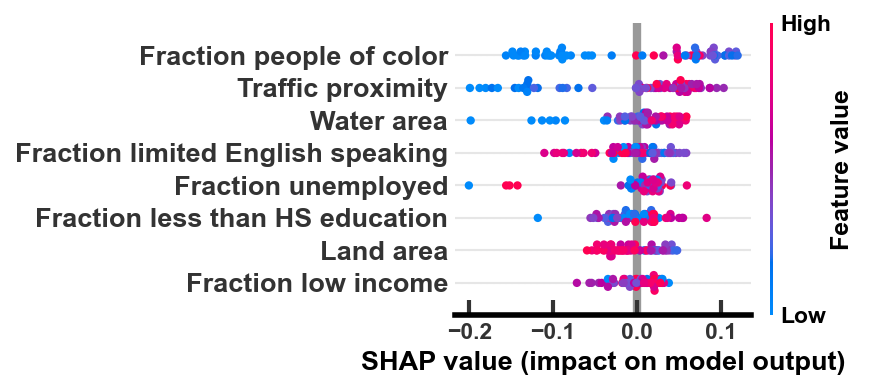 High
Fraction people of color
Traffic proximity
Water area
Fraction limited English speaking
Fraction unemployed
Fraction less than HS education
Land area
Fraction low income
Feature value
Low
−0.2 −0.1 0.0 0.1
SHAP value (impact on model output)